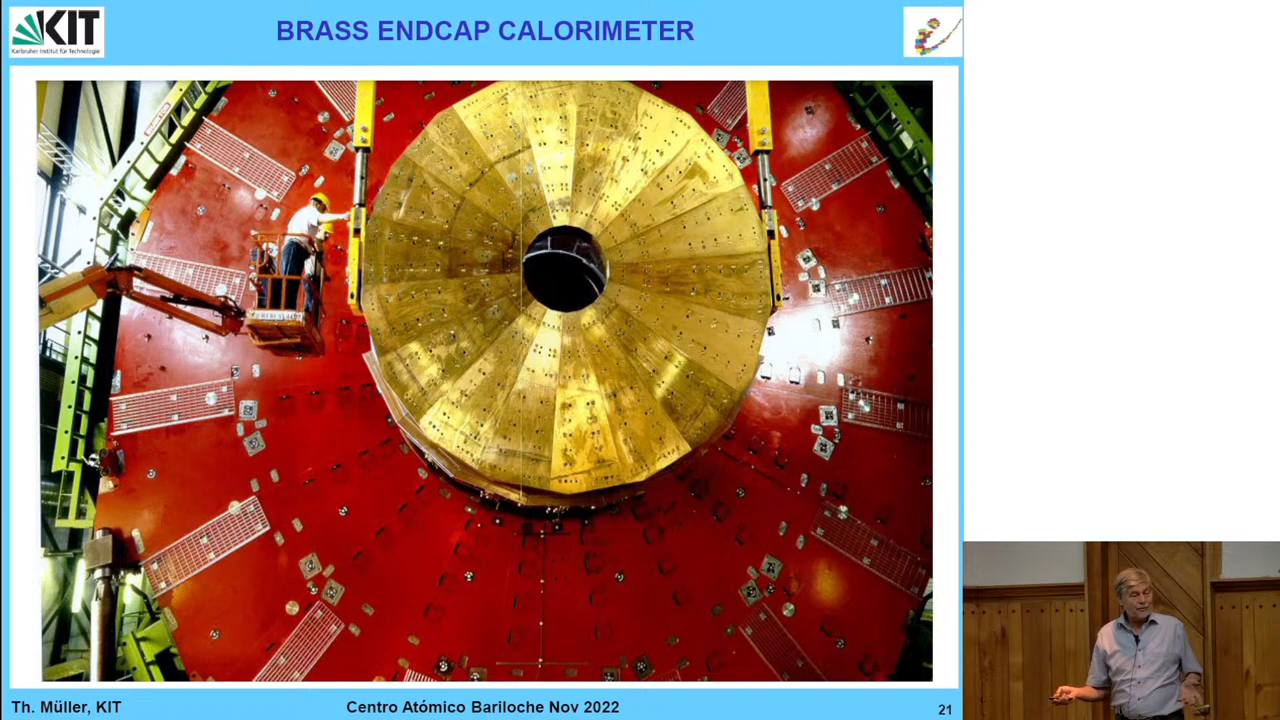 KIT
Karlsruher Institut für Technologie
BRASS ENDCAP CALORIMETER
Th. Müller, KIT
Centro Atómico Bariloche Nov 2022
21